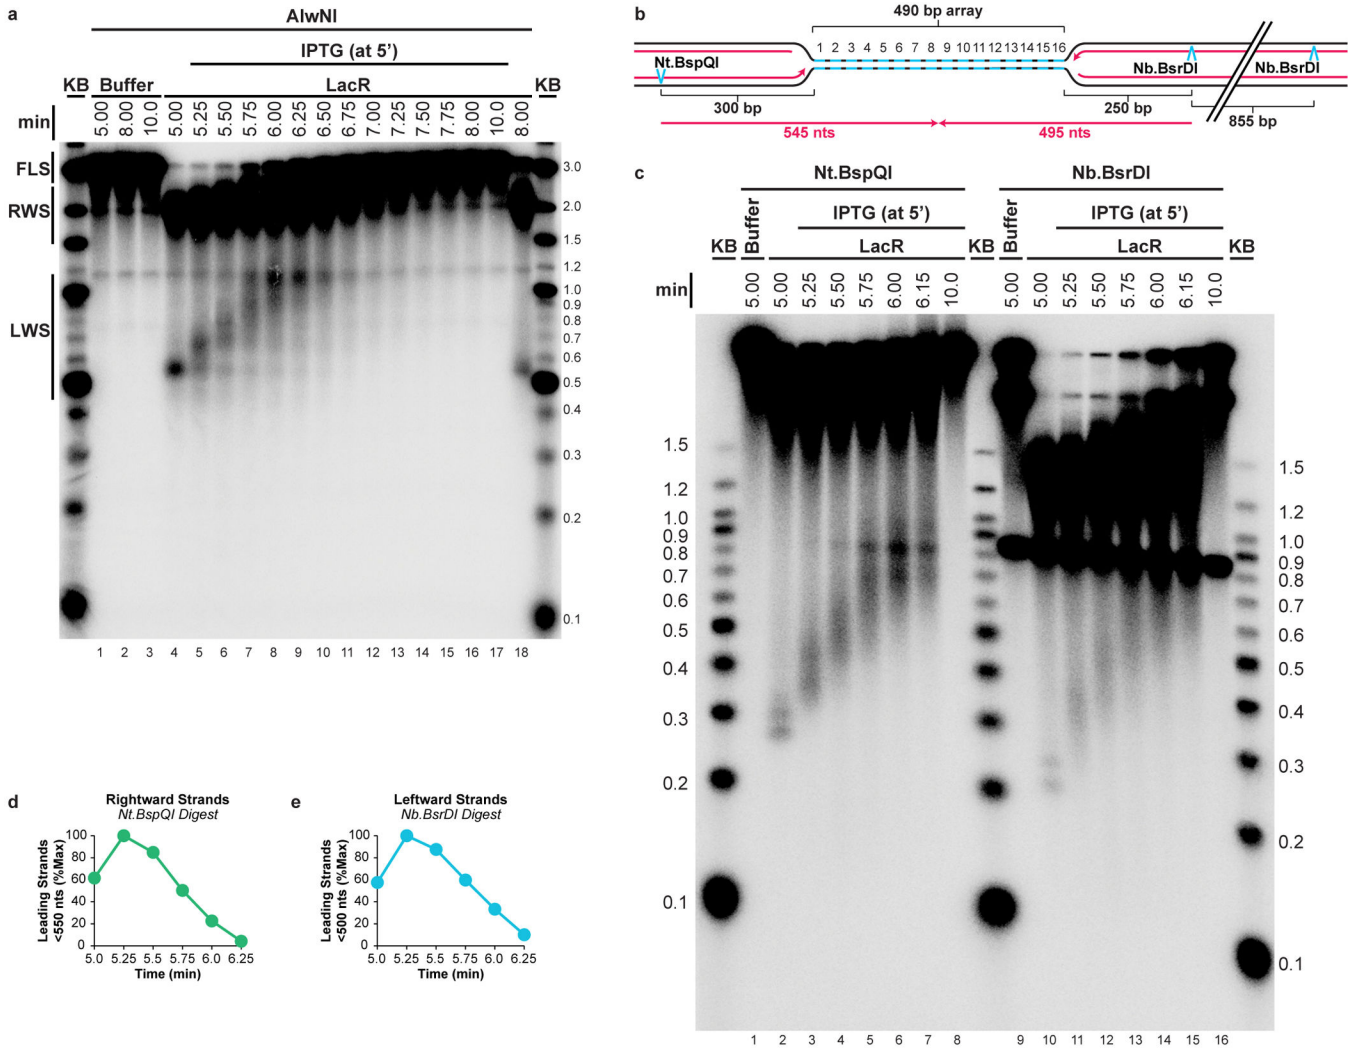 a
AlwNI
IPTG (at 5')
KB Buffer LacR KB
min 5.00 8.00 10.0 5.00 5.25 5.50 5.75 6.00 6.25 6.50 6.75 7.00 7.25 7.50 7.75 8.00 10.0 8.00
FLS
RWS
LWS
3.0
2.0
1.5
1.2
1.0
0.9
0.8
0.7
0.6
0.5
0.4
0.3
0.2
0.1
1 2 3 4 5 6 7 8 9 10 11 12 13 14 15 16 17 18
b
490 bp array
1 2 3 4 5 6 7 8 9 10 11 12 13 14 15 16
Nt.BspQI
Nb.BsrDI
Nb.BsrDI
300 bp
250 bp
855 bp
545 nts
495 nts
c
Nt.BspQI
Nb.BsrDI
Buffer
IPTG (at 5')
Buffer
IPTG (at 5')
KB LacR KB LacR KB
min 5.00 5.00 5.25 5.50 5.75 6.00 6.15 10.0 5.00 5.00 5.25 5.50 5.75 6.00 6.15 10.0
1.5
1.2
1.0
0.9
0.8
0.7
0.6
0.5
0.4
0.3
0.2
0.1
1.5
1.2
1.0
0.9
0.8
0.7
0.6
0.5
0.4
0.3
0.2
0.1
1 2 3 4 5 6 7 8 9 10 11 12 13 14 15 16
d
Rightward Strands
Nt.BspQI Digest
Leading Strands
<550 nts (%Max)
100
80
60
40
20
0
5.0 5.25 5.5 5.75 6.0 6.25
Time (min)
e
Leftward Strands
Nb.BsrDI Digest
Leading Strands
<500 nts (%Max)
100
80
60
40
20
0
5.0 5.25 5.5 5.75 6.0 6.25
Time (min)